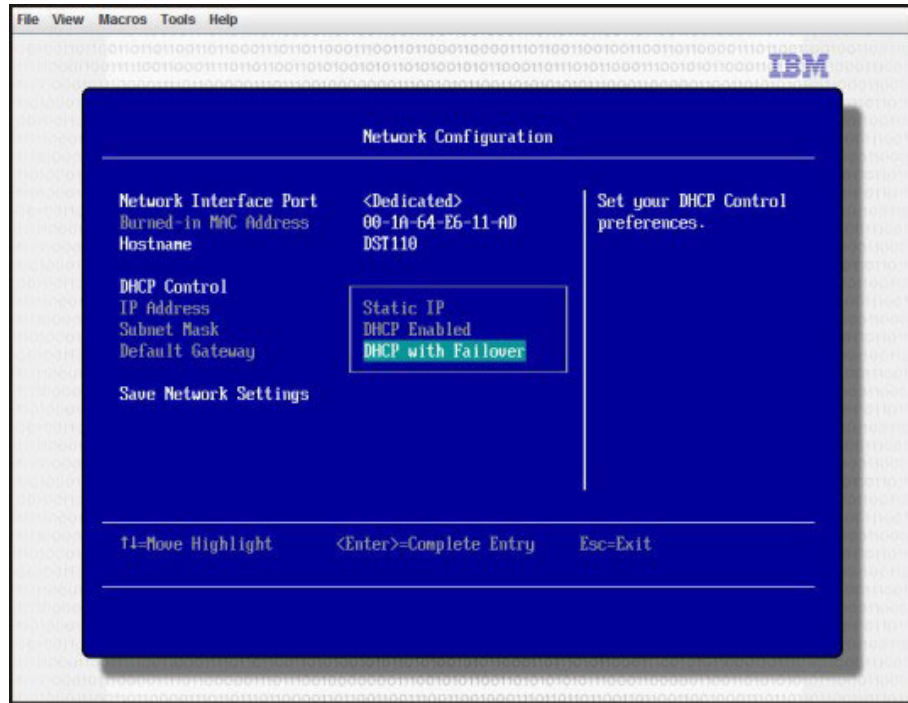 File View Macros Tools Help
IBM
Network Configuration
Network Interface Port <Dedicated> Set your DHCP Control
Burned-in MAC Address 00-1A-64-E6-11-AD preferences.
Hostname DST110
DHCP Control
IP Address Static IP
Subnet Mask DHCP Enabled
Default Gateway DHCP with Failover
Save Network Settings
↑↓=Move Highlight <Enter>=Complete Entry Esc=Exit